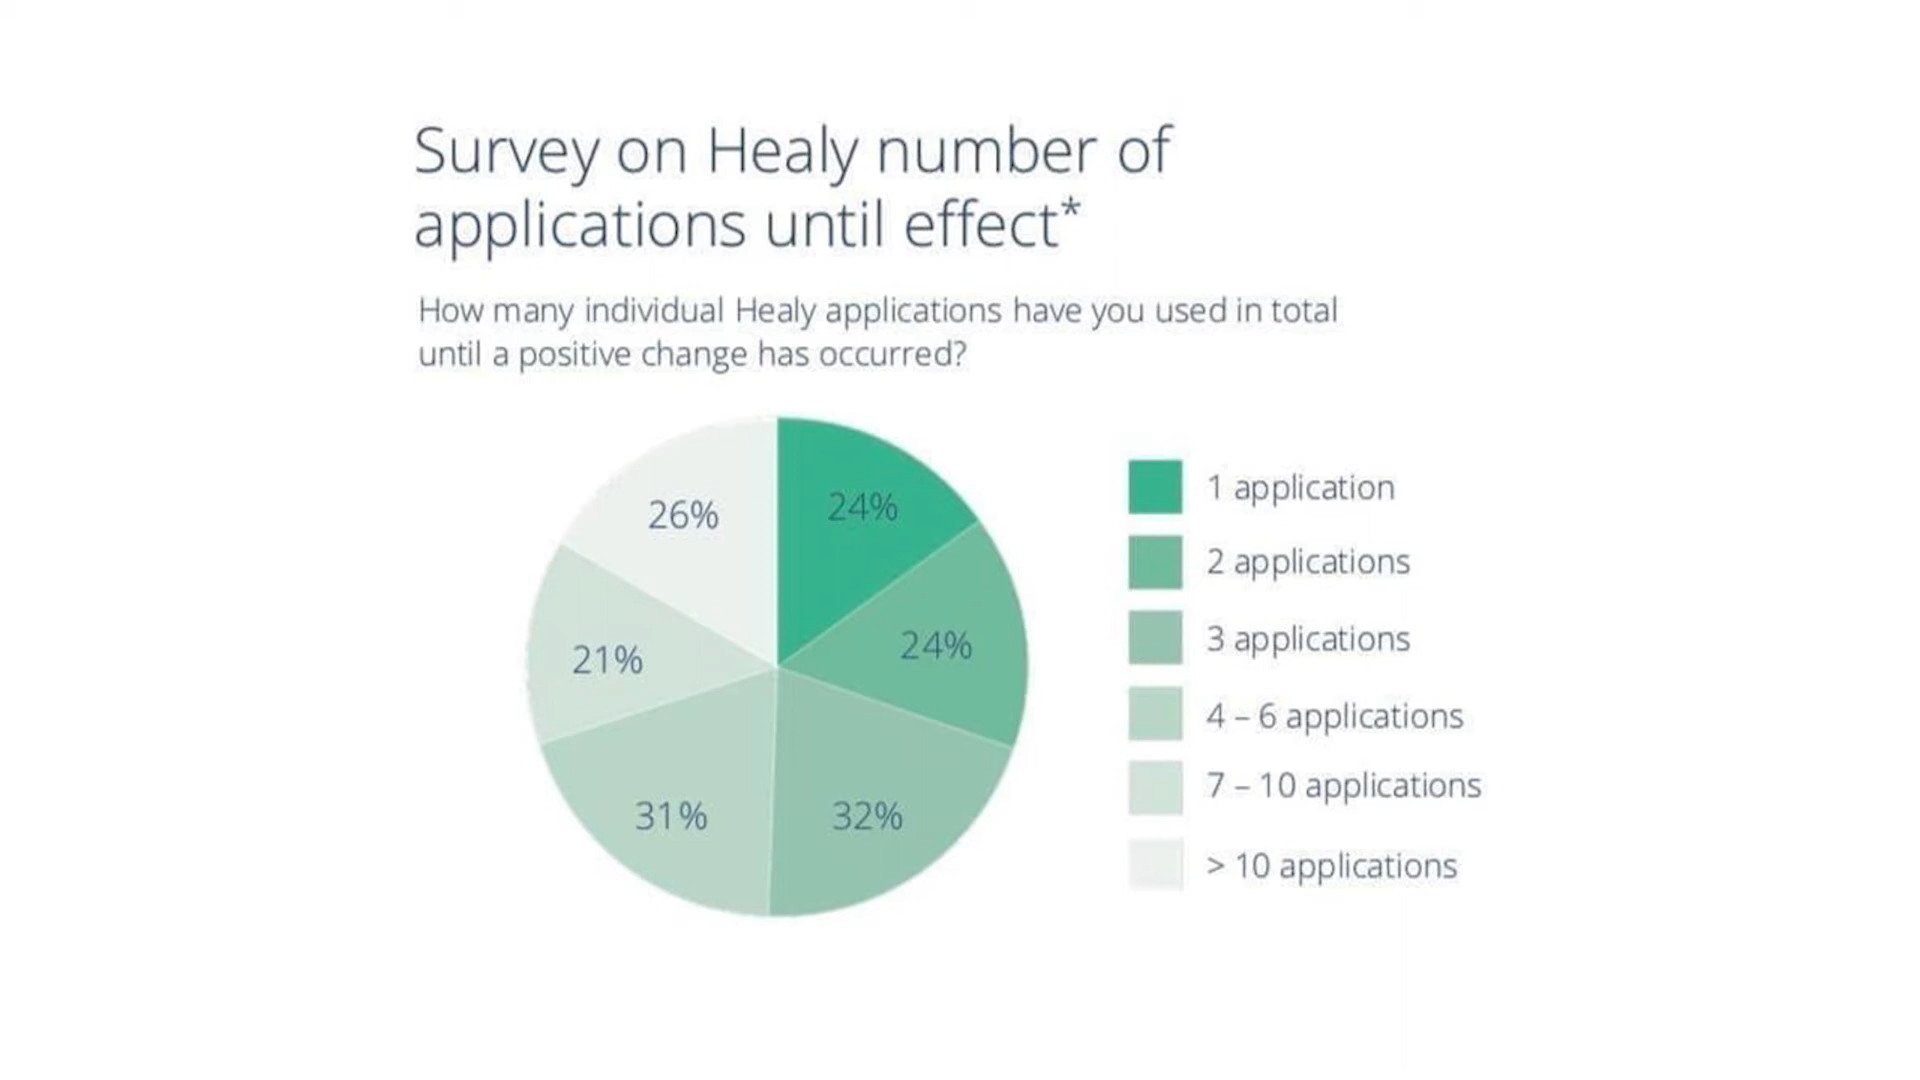 Survey on Healy number of
applications until effect*
How many individual Healy applications have you used in total
until a positive change has occurred?
26%
24%
24%
21%
31%
32%
1 application
2 applications
3 applications
4 – 6 applications
7 – 10 applications
> 10 applications